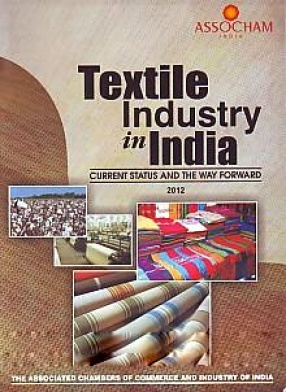 ASSOCHAM
INDIA
Textile
Industry
in India
CURRENT STATUS AND THE WAY FORWARD
2012
THE ASSOCIATED CHAMBERS OF COMMERCE AND INDUSTRY OF INDIA